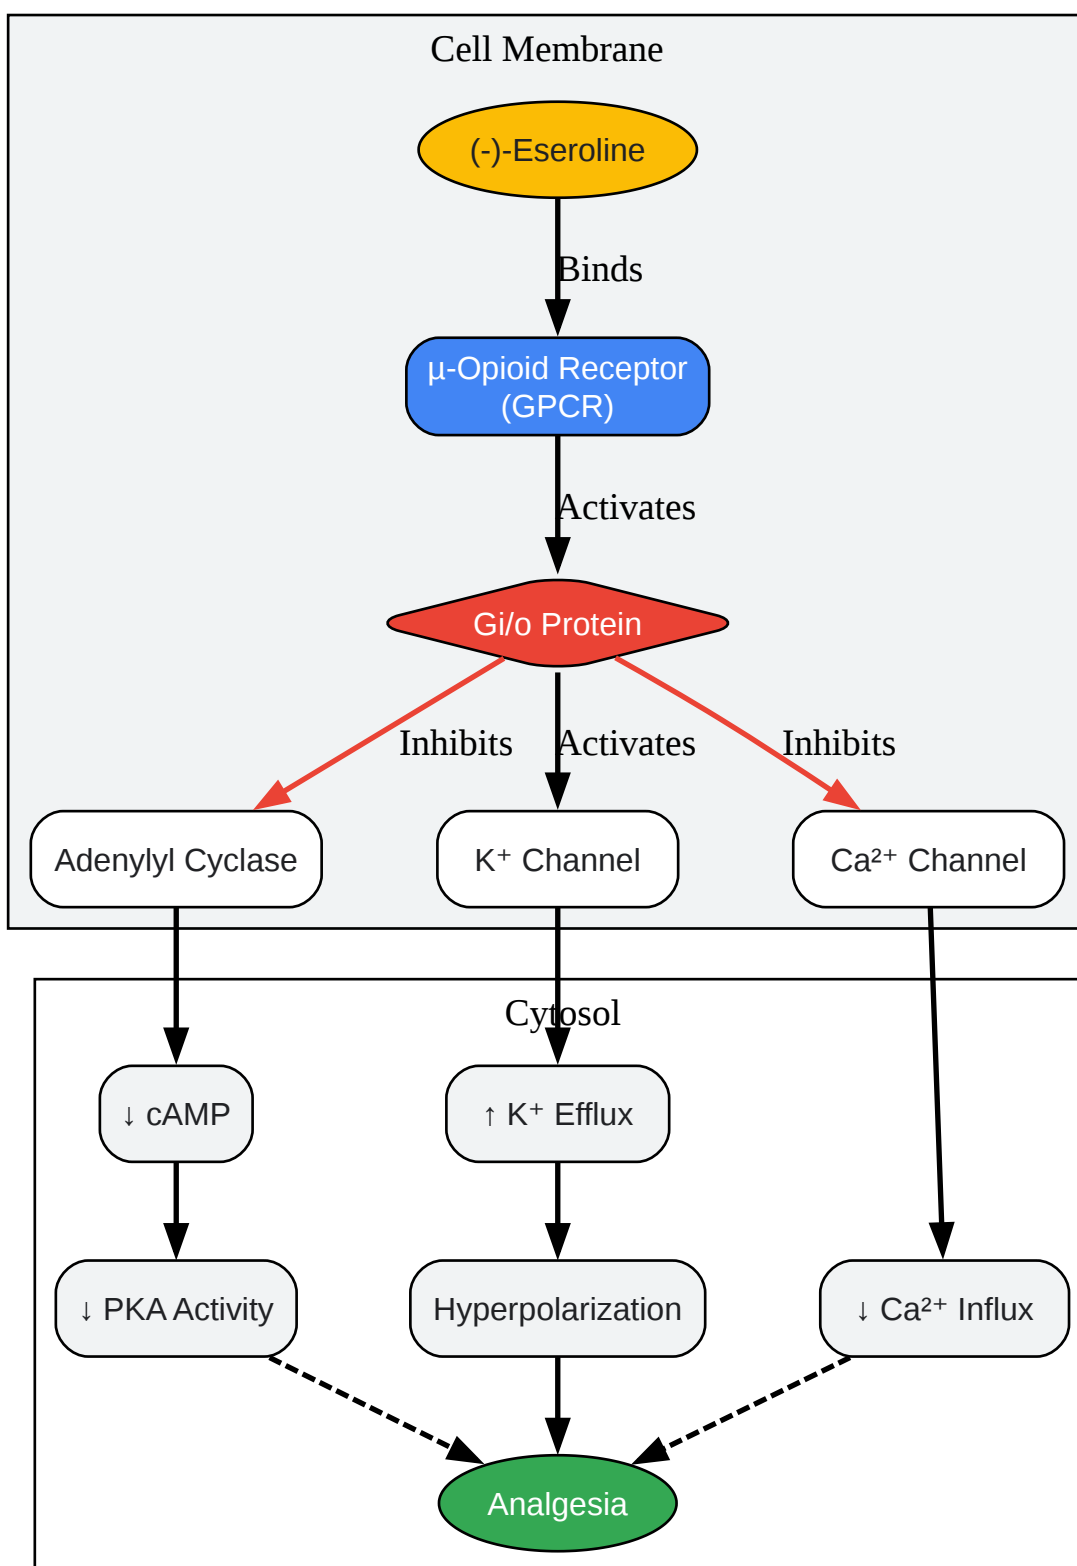 Cell Membrane
(-)-Eseroline
Binds
µ-Opioid Receptor
(GPCR)
Activates
Gi/o Protein
Inhibits
Activates
Inhibits
Adenylyl Cyclase
K⁺ Channel
Ca²⁺ Channel
Cytosol
↓ cAMP
↑ K⁺ Efflux
↓ PKA Activity
Hyperpolarization
↓ Ca²⁺ Influx
Analgesia